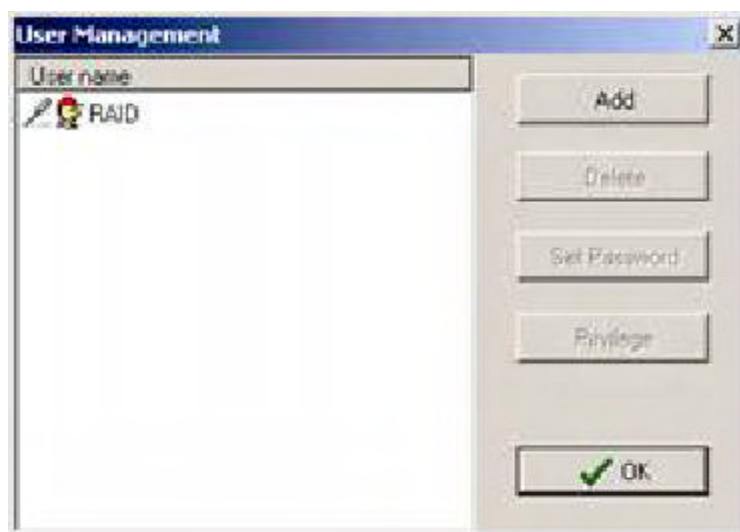 User Management
User name
RAID
Add
Delete
Set Password
Privilege
OK